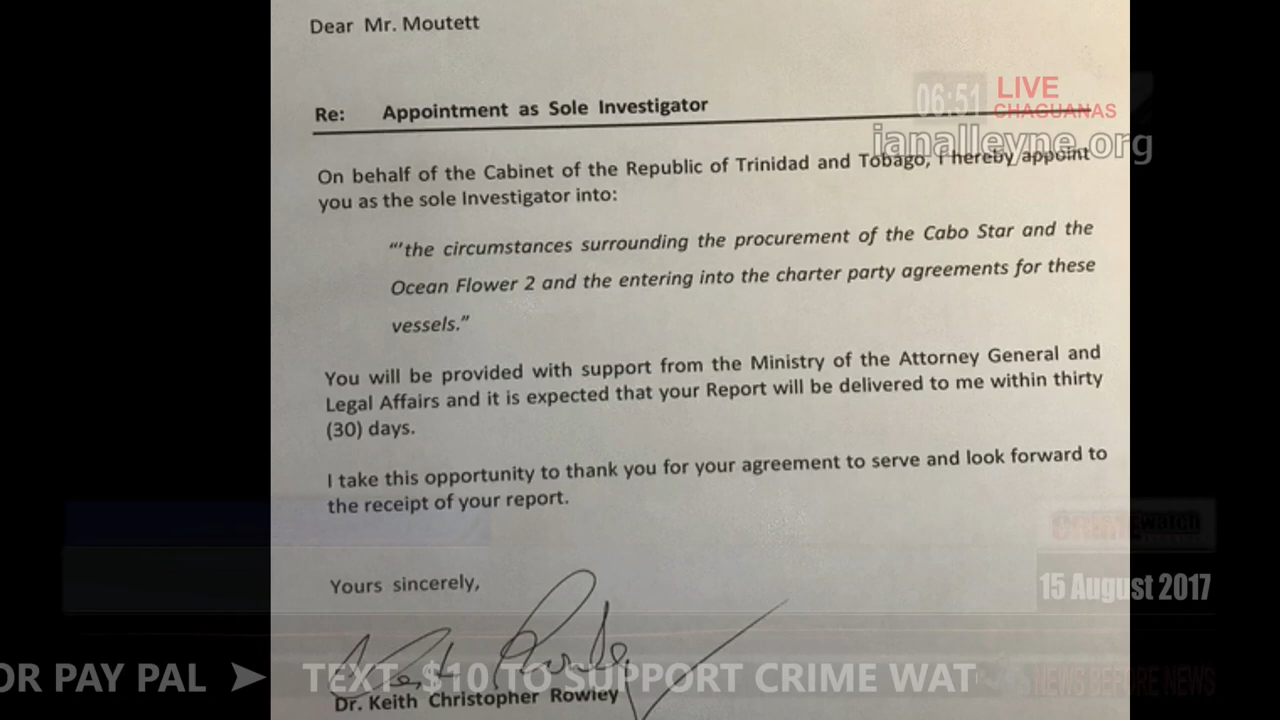 Dear Mr. Moutett
06:51
LIVE
CHAGUANAS
ianalleyne.org
Re: Appointment as Sole Investigator
On behalf of the Cabinet of the Republic of Trinidad and Tobago, I hereby appoint
you as the sole Investigator into:
"'the circumstances surrounding the procurement of the Cabo Star and the
Ocean Flower 2 and the entering into the charter party agreements for these
vessels."
You will be provided with support from the Ministry of the Attorney General and
Legal Affairs and it is expected that your Report will be delivered to me within thirty
(30) days.
I take this opportunity to thank you for your agreement to serve and look forward to
the receipt of your report.
CRIMEwatch
15 August 2017
Yours sincerely,
OR PAY PAL ➤ TEXT $10 TO SUPPORT CRIME WAT
NEWS BEFORE NEWS
Dr. Keith Christopher Rowley